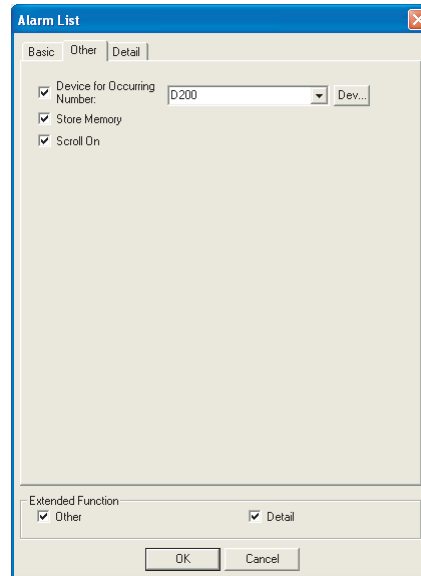 Alarm List
Basic Other Detail
Device for Occurring
Number: D200 Dev...
Store Memory
Scroll On
Extended Function
Other Detail
OK Cancel